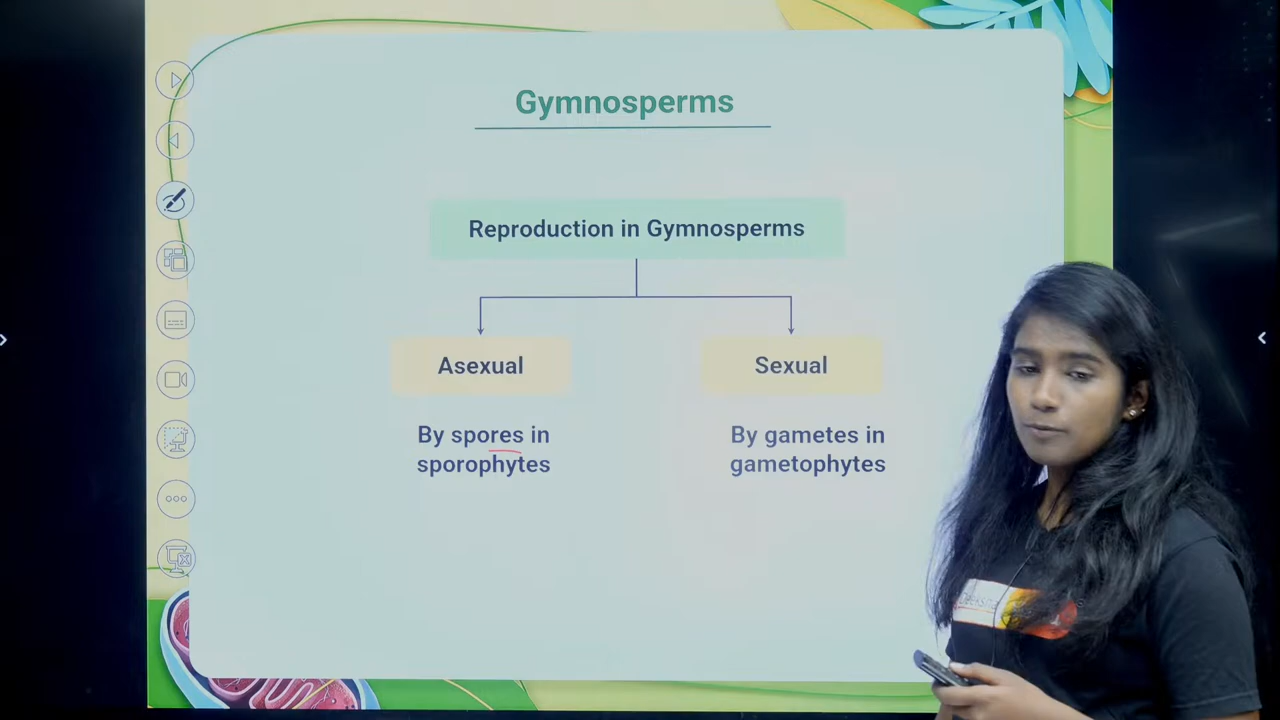 Gymnosperms
Reproduction in Gymnosperms
Asexual
Sexual
By spores in
sporophytes
By gametes in
gametophytes